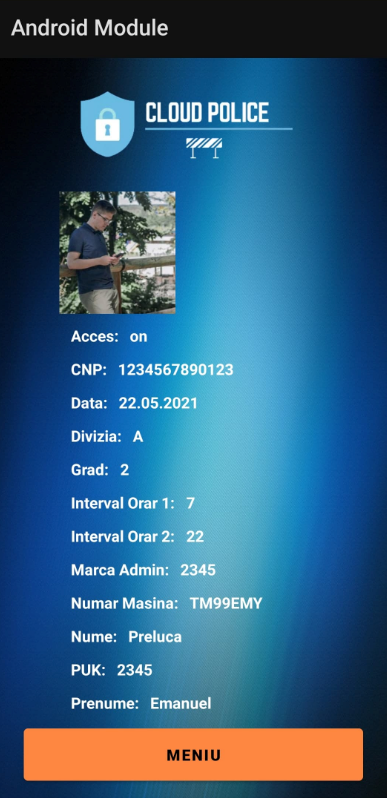 Android Module
CLOUD POLICE
Acces: on
CNP: 1234567890123
Data: 22.05.2021
Divizia: A
Grad: 2
Interval Orar 1: 7
Interval Orar 2: 22
Marca Admin: 2345
Numar Masina: TM99EMY
Nume: Preluca
PUK: 2345
Prenume: Emanuel
MENIU